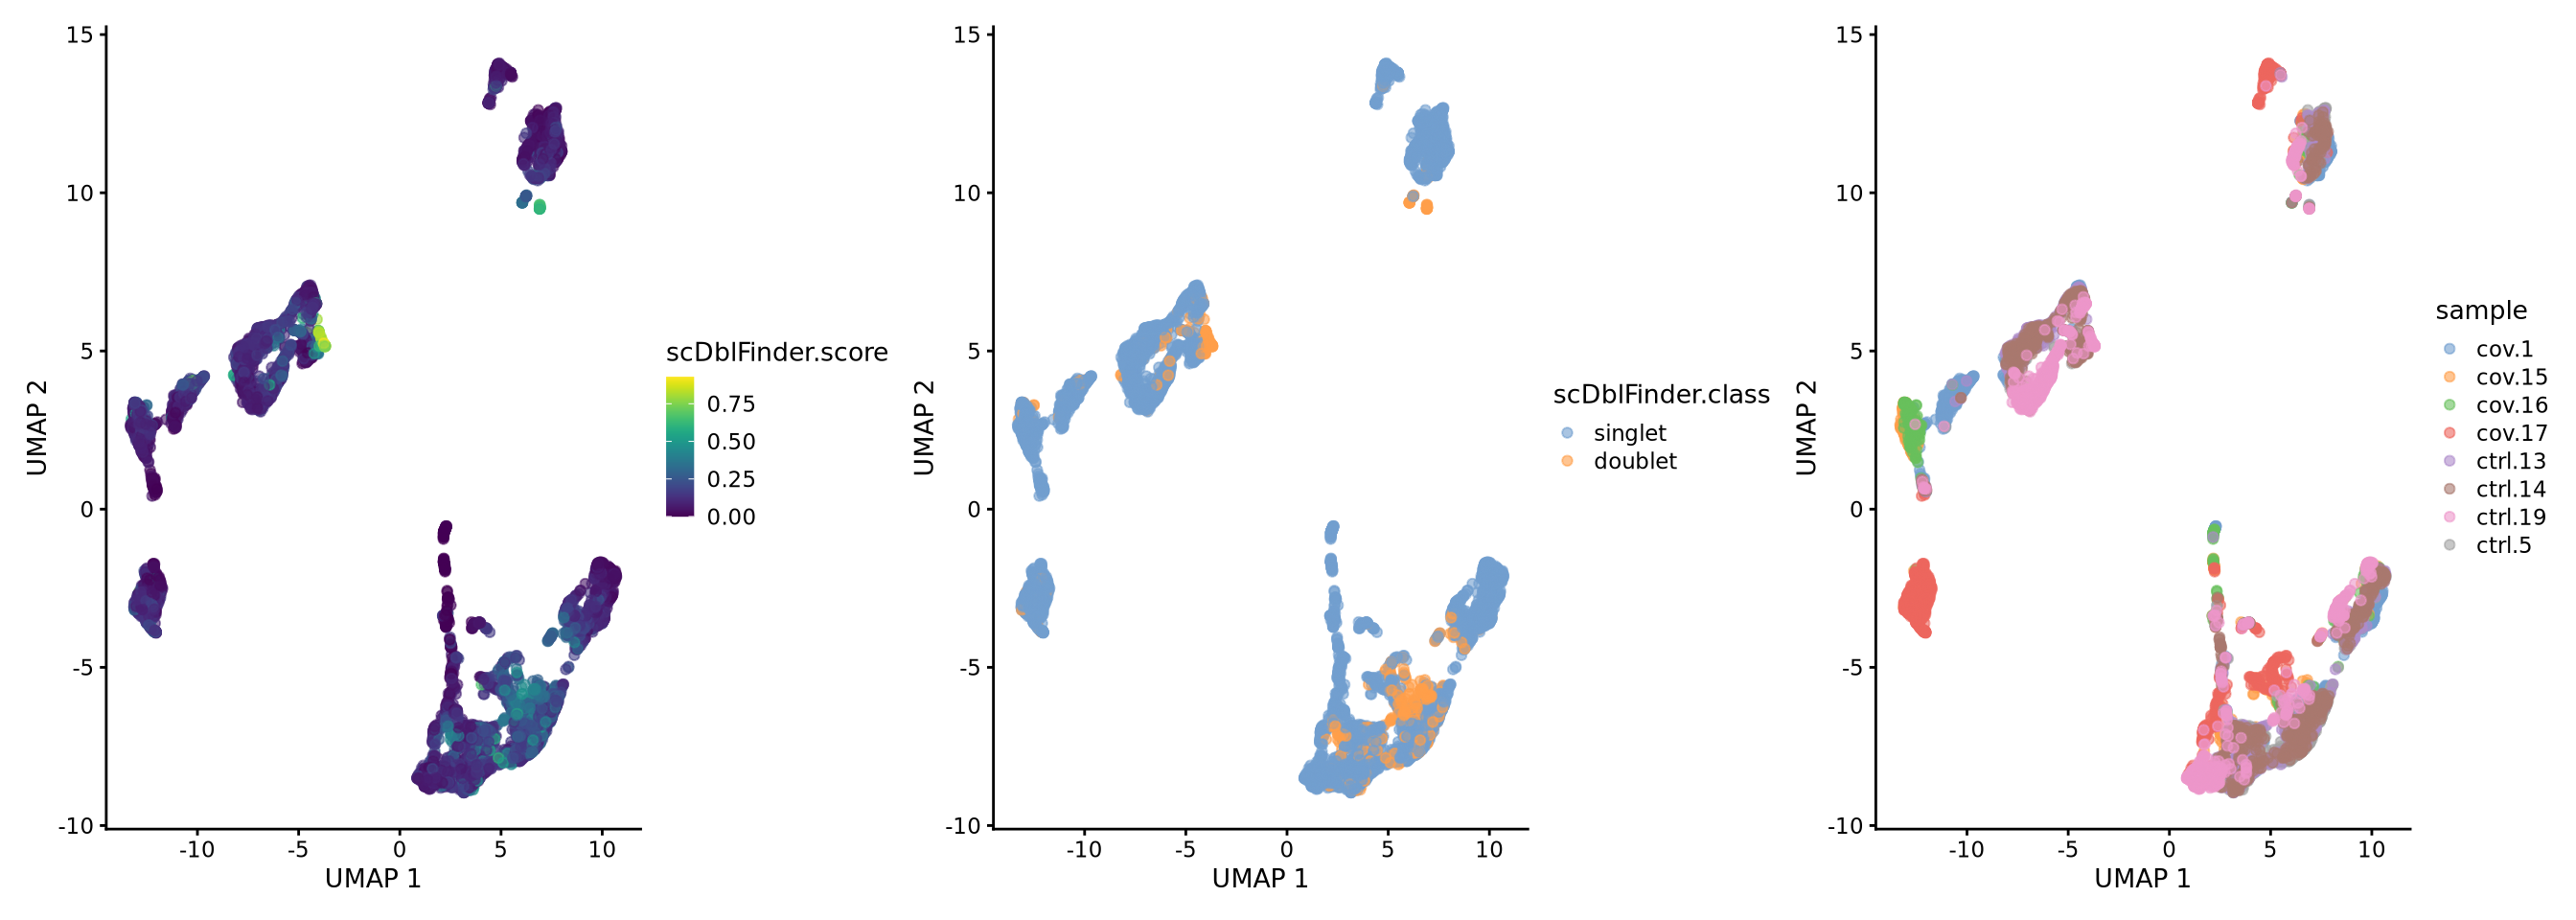 15
10
5
0
-5
-10
-10
-5
0
5
10
UMAP 1
UMAP 2
scDblFinder.score
0.75
0.50
0.25
0.00
15
10
5
0
-5
-10
-10
-5
0
5
10
UMAP 1
UMAP 2
scDblFinder.class
singlet
doublet
15
10
5
0
-5
-10
-10
-5
0
5
10
UMAP 1
UMAP 2
sample
cov.1
cov.15
cov.16
cov.17
ctrl.13
ctrl.14
ctrl.19
ctrl.5